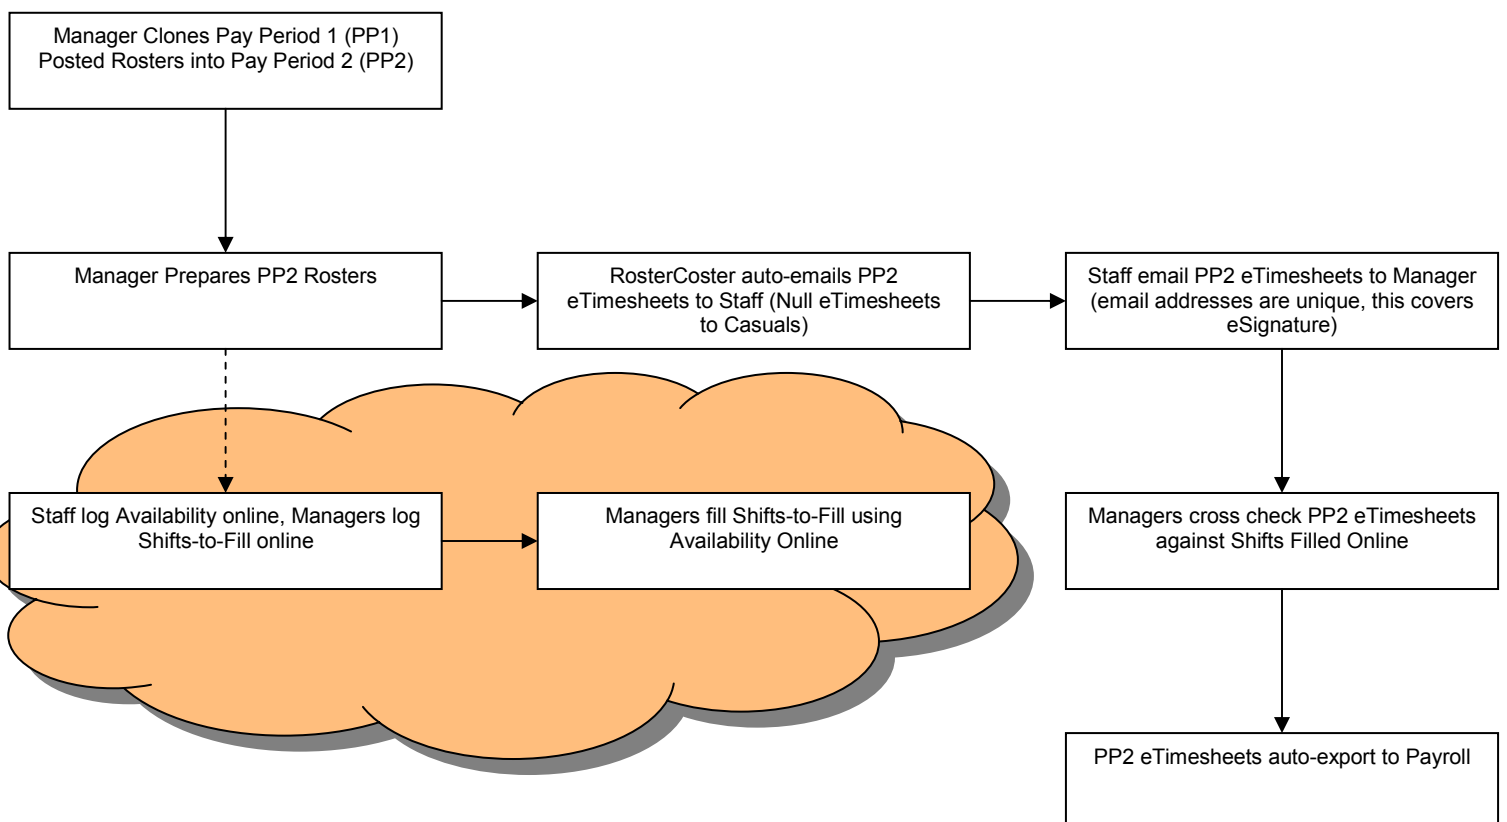 Manager Clones Pay Period 1 (PP1)
Posted Rosters into Pay Period 2 (PP2)
Manager Prepares PP2 Rosters
RosterCoster auto-emails PP2
eTimesheets to Staff (Null eTimesheets
to Casuals)
Staff email PP2 eTimesheets to Manager
(email addresses are unique, this covers
eSignature)
Staff log Availability online, Managers log
Shifts-to-Fill online
Managers fill Shifts-to-Fill using
Availability Online
Managers cross check PP2 eTimesheets
against Shifts Filled Online
PP2 eTimesheets auto-export to Payroll